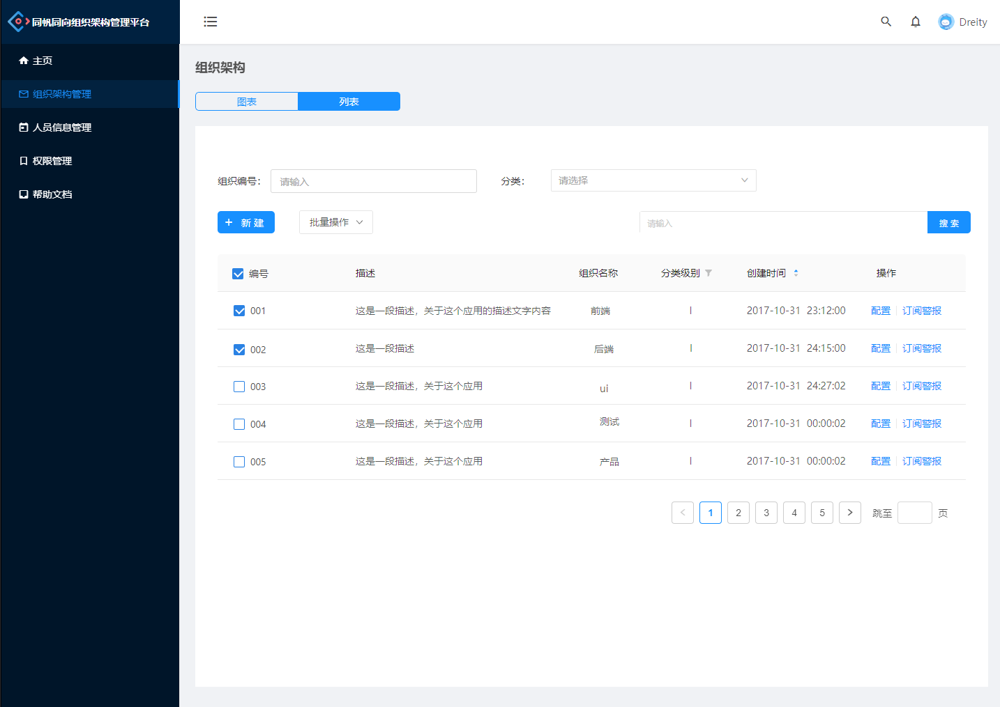 同帆同向组织架构管理平台
Dreity
主页
组织架构管理
人员信息管理
权限管理
帮助文档
组织架构
图表 列表
组织编号： 请输入 分类： 请选择
+ 新 建 批量操作 请输入 搜 索
编号 描述 组织名称 分类级别 创建时间 操作
001 这是一段描述，关于这个应用的描述文字内容 前端 I 2017-10-31 23:12:00 配置 订阅警报
002 这是一段描述 后端 I 2017-10-31 24:15:00 配置 订阅警报
003 这是一段描述，关于这个应用 ui I 2017-10-31 24:27:02 配置 订阅警报
004 这是一段描述，关于这个应用 测试 I 2017-10-31 00:00:02 配置 订阅警报
005 这是一段描述，关于这个应用 产品 I 2017-10-31 00:00:02 配置 订阅警报
< 1 2 3 4 5 > 跳至 页